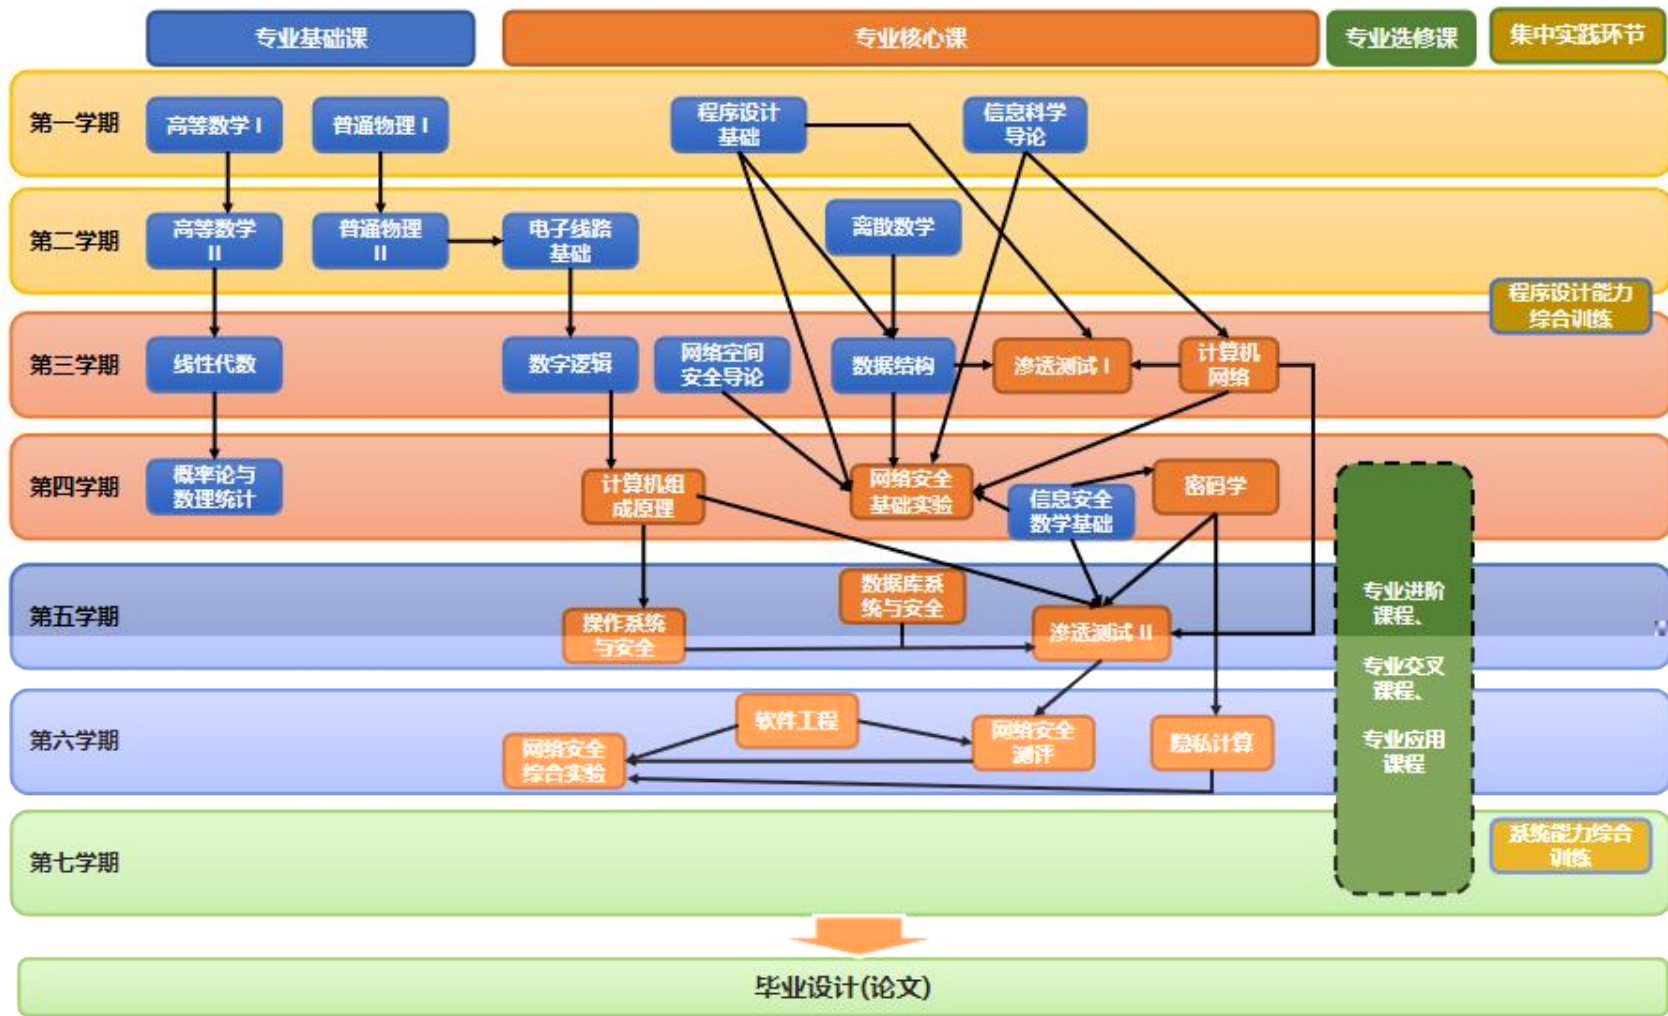 专业基础课
专业核心课
专业选修课
集中实践环节
第一学期
高等数学 I
普通物理 I
程序设计
基础
信息科学
导论
第二学期
高等数学
II
普通物理
II
电子线路
基础
离散数学
程序设计能力
综合训练
第三学期
线性代数
数字逻辑
网络空间
安全导论
数据结构
渗透测试 I
计算机
网络
第四学期
概率论与
数理统计
计算机组
成原理
网络安全
基础实验
信息安全
数学基础
密码学
第五学期
操作系统
与安全
数据库系
统与安全
渗透测试 II
专业进阶
课程、
专业交叉
课程、
专业应用
课程
第六学期
网络安全
综合实验
软件工程
网络安全
测评
隐私计算
第七学期
系统能力综合
训练
毕业设计(论文)